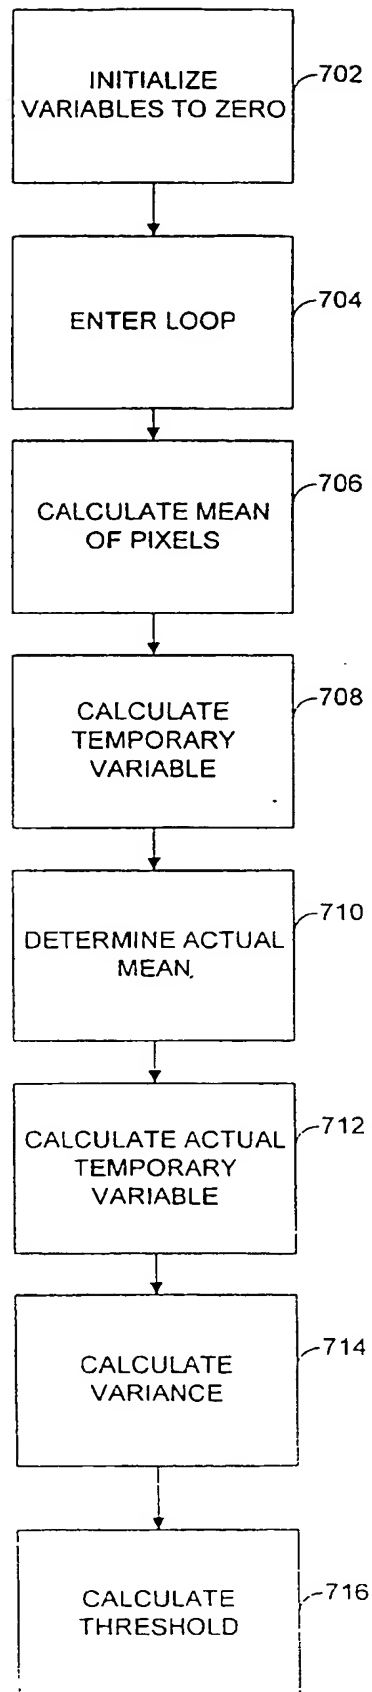 INITIALIZE
VARIABLES TO ZERO
702
ENTER LOOP
704
CALCULATE MEAN
OF PIXELS
706
CALCULATE
TEMPORARY
VARIABLE
708
DETERMINE ACTUAL
MEAN
710
CALCULATE ACTUAL
TEMPORARY
VARIABLE
712
CALCULATE
VARIANCE
714
CALCULATE
THRESHOLD
716